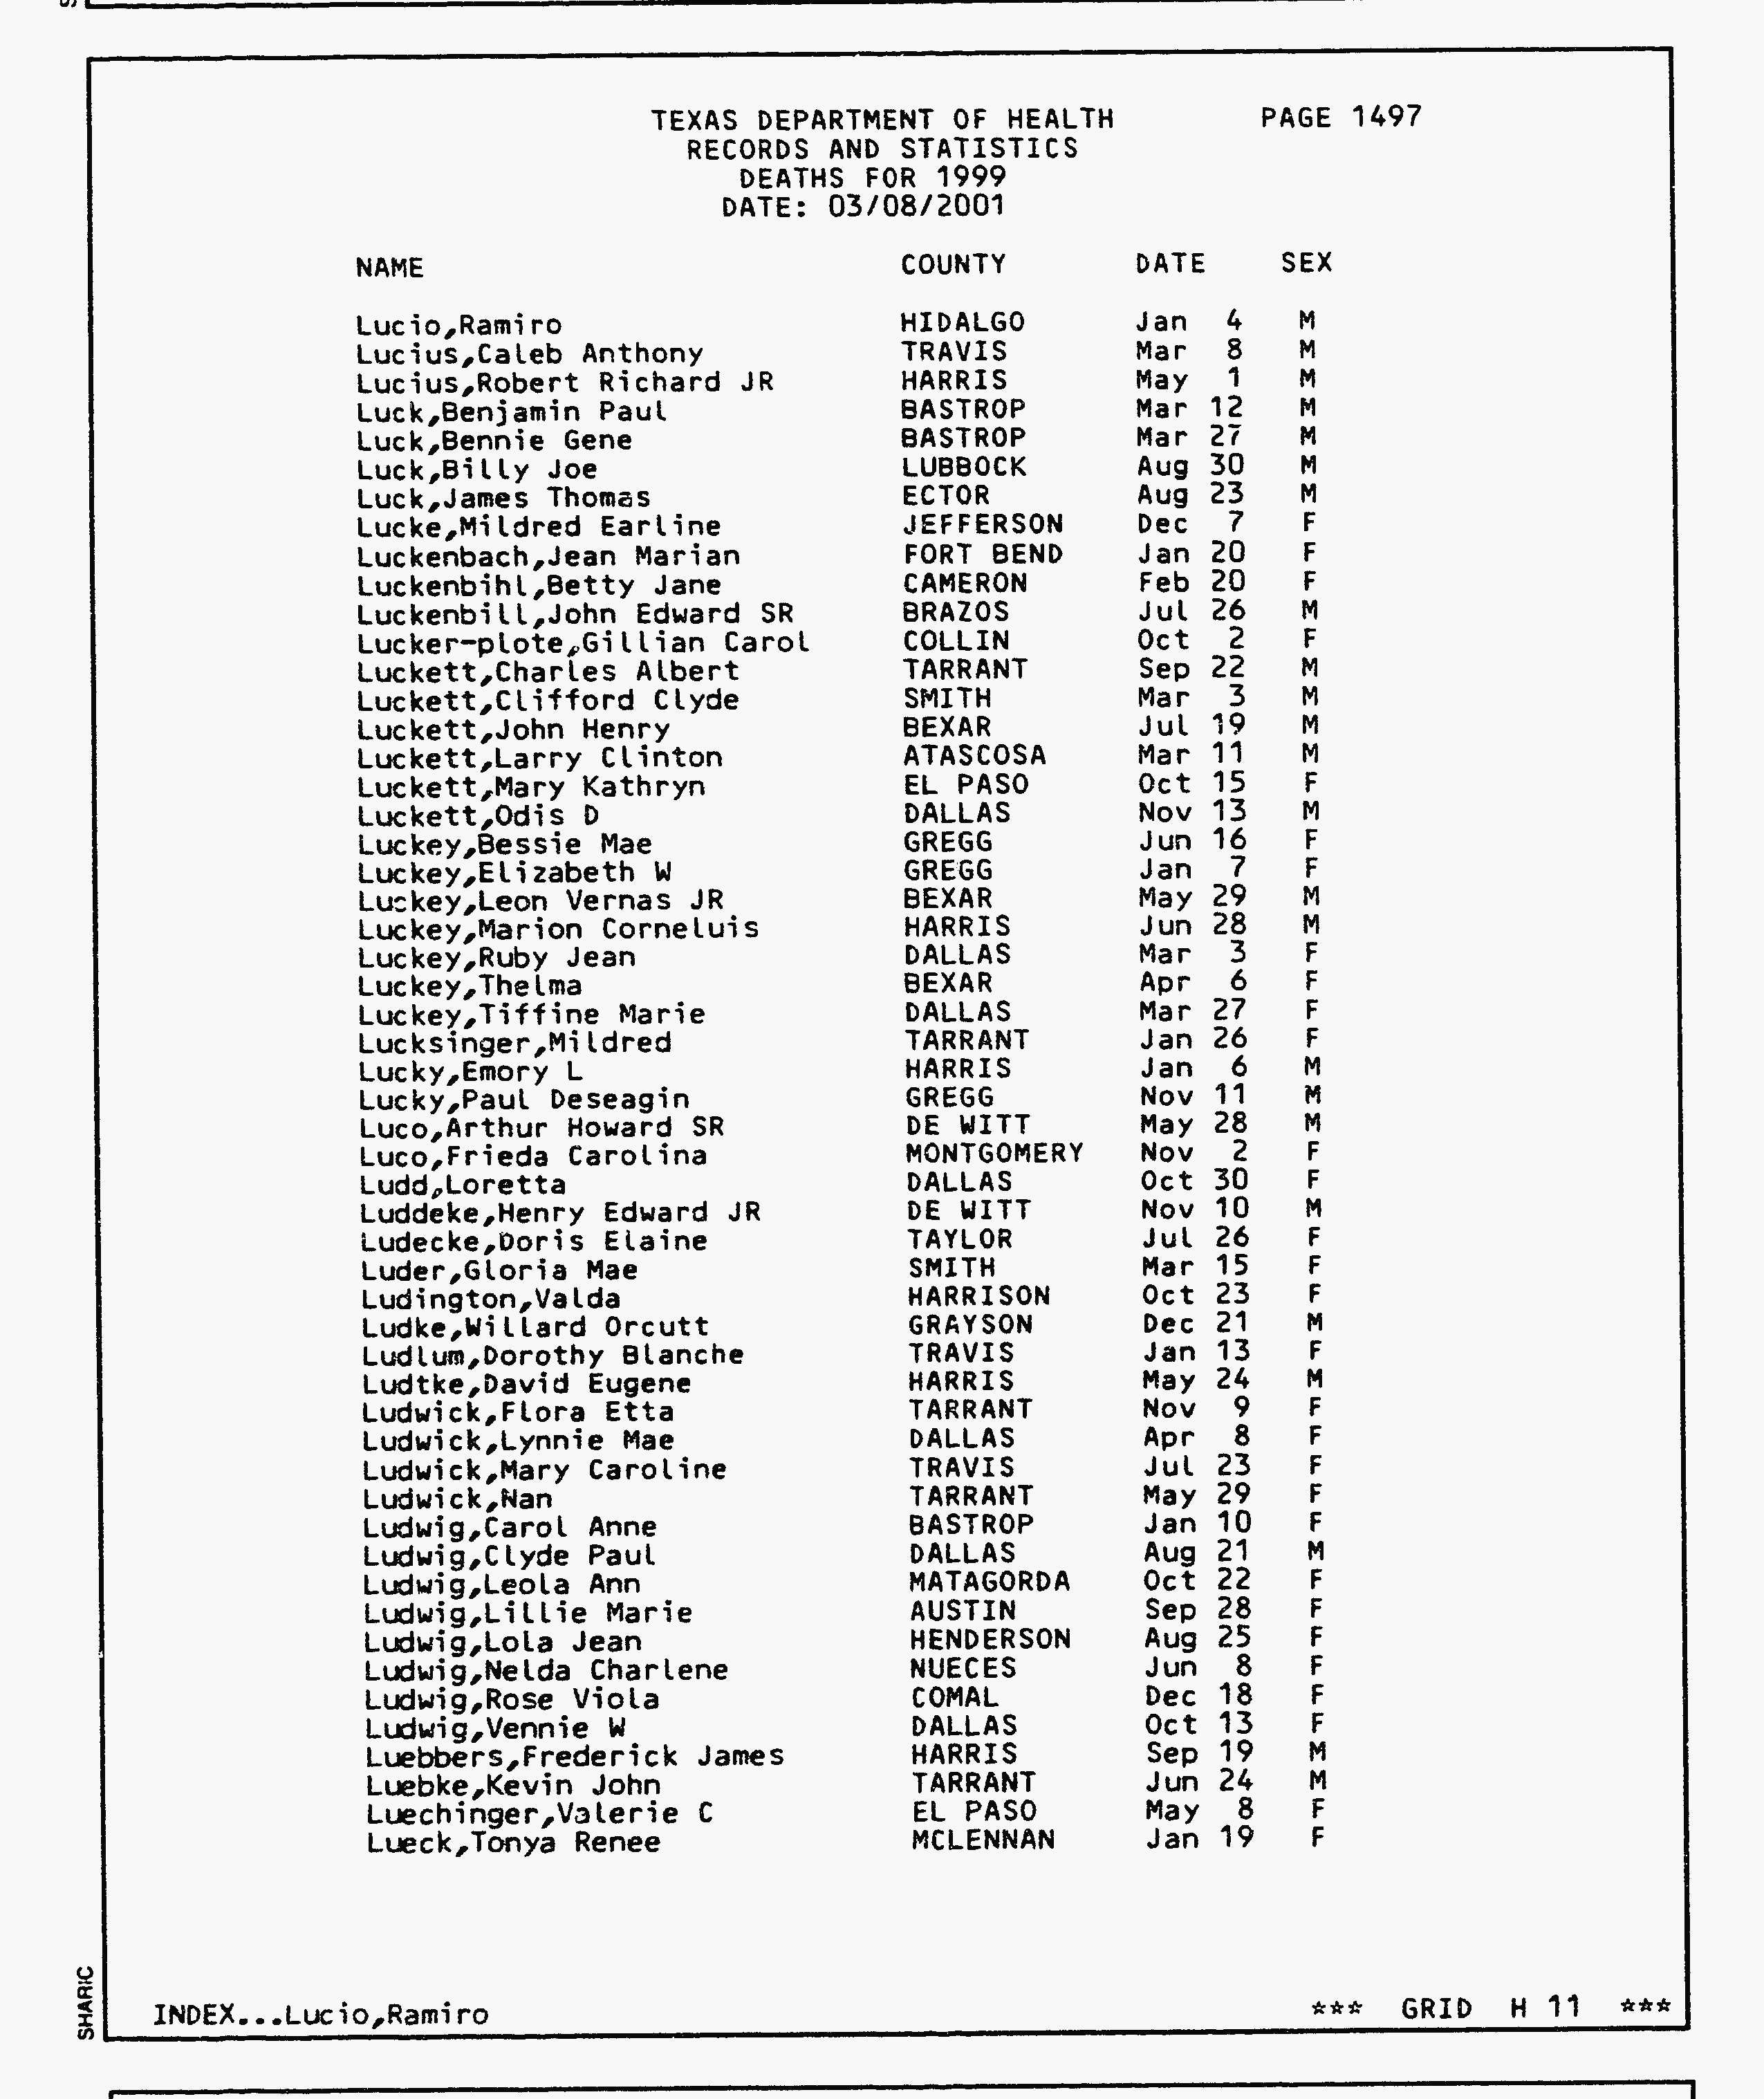 TEXAS DEPARTMENT OF HEALTH PAGE 1497
RECORDS AND STATISTICS
DEATHS FOR 1999
DATE: 03/08/2001
NAME COUNTY DATE SEX
Lucio,Ramiro HIDALGO Jan 4 M
Lucius,Caleb Anthony TRAVIS Mar 8 M
Lucius,Robert Richard JR HARRIS May 1 M
Luck,Benjamin Paul BASTROP Mar 12 M
Luck,Bennie Gene BASTROP Mar 27 M
Luck,Billy Joe LUBBOCK Aug 30 M
Luck,James Thomas ECTOR Aug 23 M
Lucke,Mildred Earline JEFFERSON Dec 7 F
Luckenbach,Jean Marian FORT BEND Jan 20 F
Luckenbihl,Betty Jane CAMERON Feb 20 F
Luckenbill,John Edward SR BRAZOS Jul 26 M
Lucker-plote,Gillian Carol COLLIN Oct 2 F
Luckett,Charles Albert TARRANT Sep 22 M
Luckett,Clifford Clyde SMITH Mar 3 M
Luckett,John Henry BEXAR Jul 19 M
Luckett,Larry Clinton ATASCOSA Mar 11 M
Luckett,Mary Kathryn EL PASO Oct 15 F
Luckett,Odis D DALLAS Nov 13 M
Luckey,Bessie Mae GREGG Jun 16 F
Luckey,Elizabeth W GREGG Jan 7 F
Luckey,Leon Vernas JR BEXAR May 29 M
Luckey,Marion Corneluis HARRIS Jun 28 M
Luckey,Ruby Jean DALLAS Mar 3 F
Luckey,Thelma BEXAR Apr 6 F
Luckey,Tiffine Marie DALLAS Mar 27 F
Lucksinger,Mildred TARRANT Jan 26 F
Lucky,Emory L HARRIS Jan 6 M
Lucky,Paul Deseagin GREGG Nov 11 M
Luco,Arthur Howard SR DE WITT May 28 M
Luco,Frieda Carolina MONTGOMERY Nov 2 F
Ludd,Loretta DALLAS Oct 30 F
Luddeke,Henry Edward JR DE WITT Nov 10 M
Ludecke,Doris Elaine TAYLOR Jul 26 F
Luder,Gloria Mae SMITH Mar 15 F
Ludington,Valda HARRISON Oct 23 F
Ludke,Willard Orcutt GRAYSON Dec 21 M
Ludlum,Dorothy Blanche TRAVIS Jan 13 F
Ludtke,David Eugene HARRIS May 24 M
Ludwick,Flora Etta TARRANT Nov 9 F
Ludwick,Lynnie Mae DALLAS Apr 8 F
Ludwick,Mary Caroline TRAVIS Jul 23 F
Ludwick,Nan TARRANT May 29 F
Ludwig,Carol Anne BASTROP Jan 10 F
Ludwig,Clyde Paul DALLAS Aug 21 M
Ludwig,Leola Ann MATAGORDA Oct 22 F
Ludwig,Lillie Marie AUSTIN Sep 28 F
Ludwig,Lola Jean HENDERSON Aug 25 F
Ludwig,Nelda Charlene NUECES Jun 8 F
Ludwig,Rose Viola COMAL Dec 18 F
Ludwig,Vennie W DALLAS Oct 13 F
Luebbers,Frederick James HARRIS Sep 19 M
Luebke,Kevin John TARRANT Jun 24 M
Luechinger,Valerie C EL PASO May 8 F
Lueck,Tonya Renee MCLENNAN Jan 19 F
SHARIC
INDEX...Lucio,Ramiro *** GRID H 11 ***